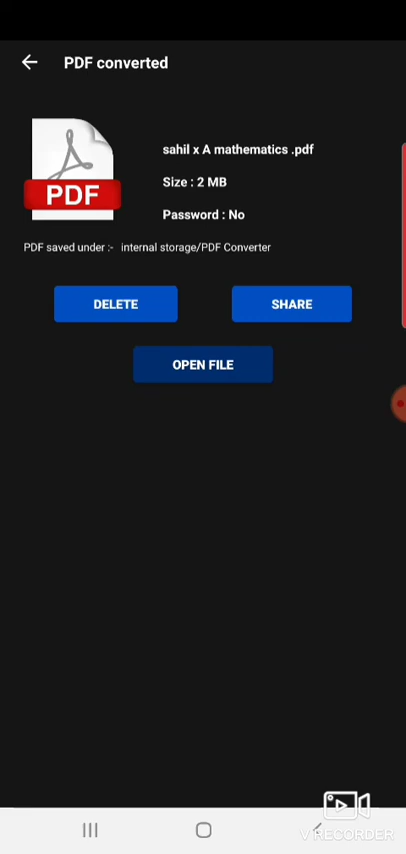 PDF converted
PDF
sahil x A mathematics .pdf
Size : 2 MB
Password : No
PDF saved under :- internal storage/PDF Converter
DELETE
SHARE
OPEN FILE
V RECORDER